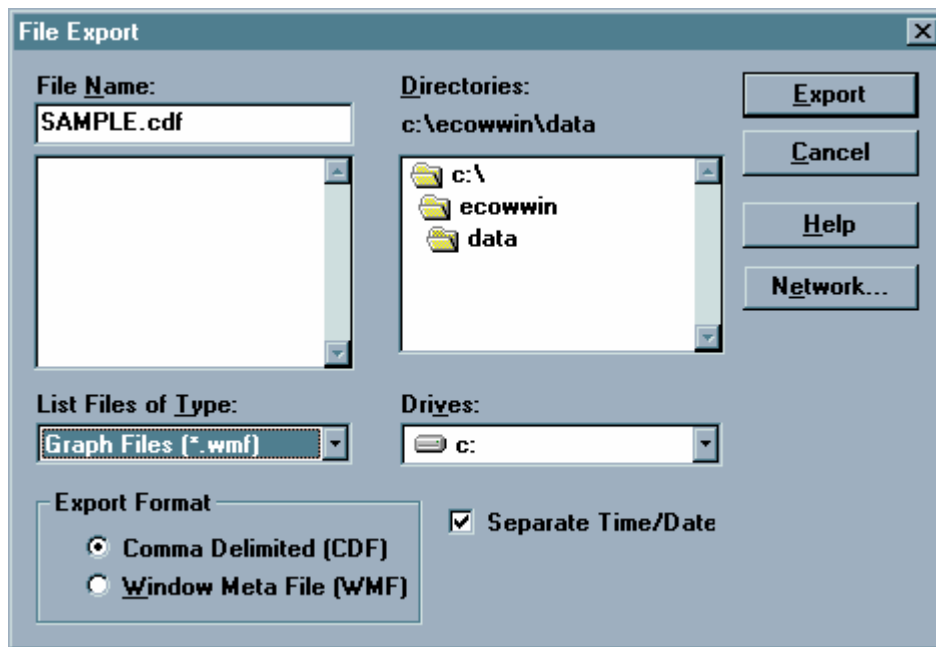 File Export
File Name:
SAMPLE.cdf
Directories:
c:\ecowwin\data
c:\
ecowwin
data
Export
Cancel
Help
Network...
List Files of Type:
Graph Files (*.wmf)
Drives:
c:
Export Format
Comma Delimited (CDF)
Window Meta File (WMF)
Separate Time/Date